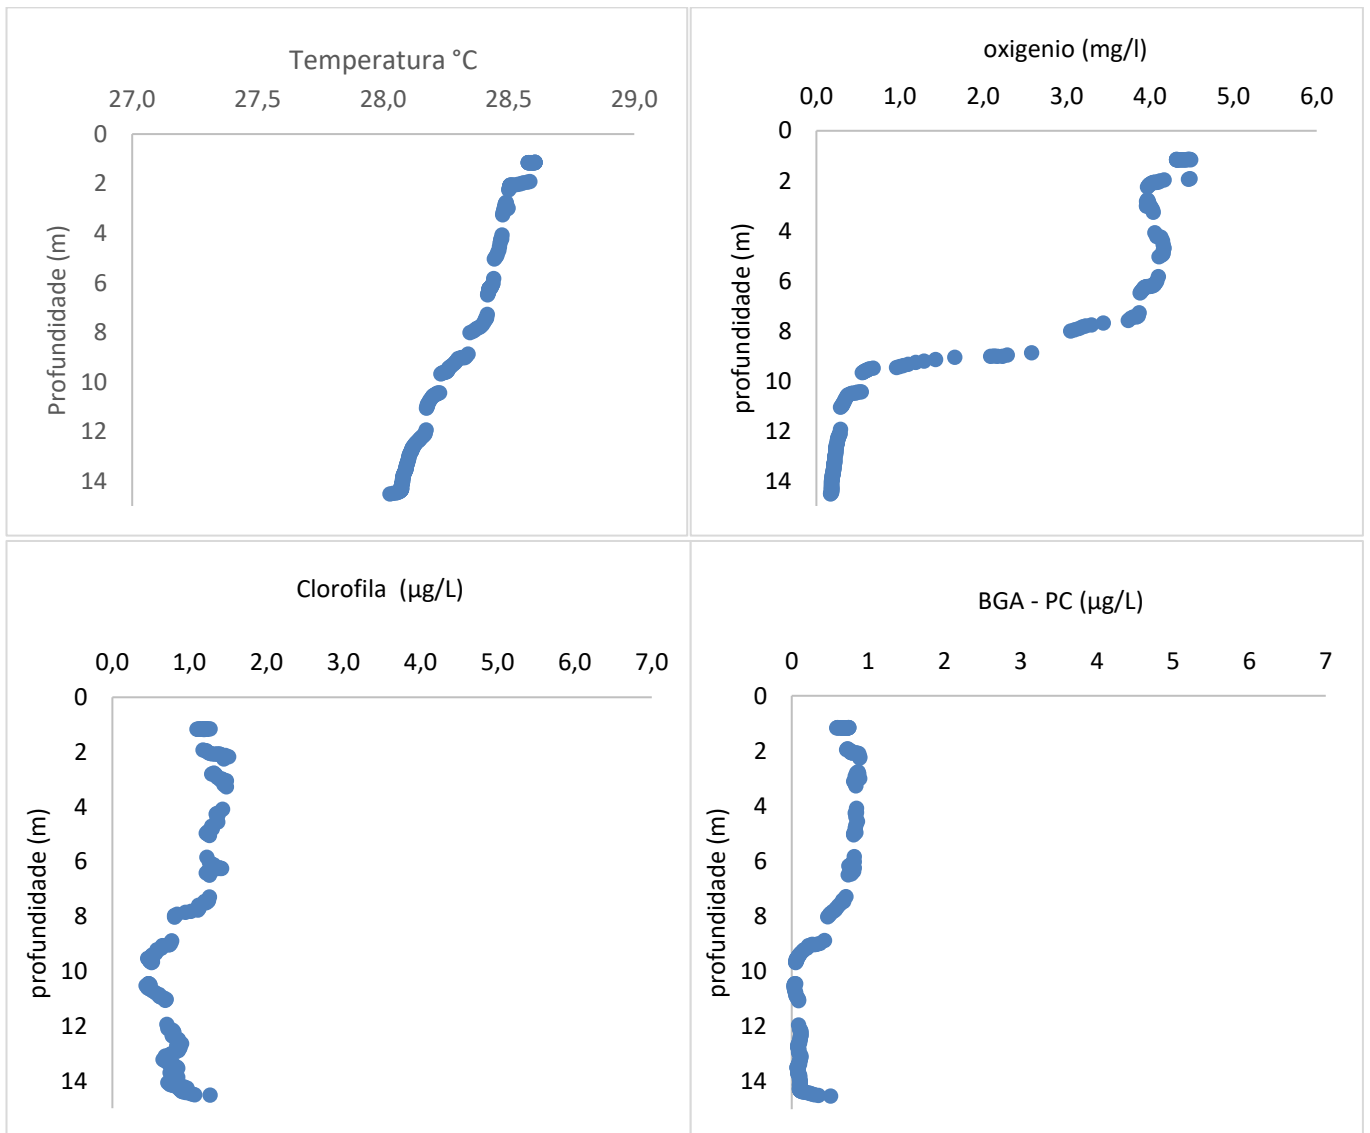 Temperatura °C
27,0 27,5 28,0 28,5 29,0
0
2
4
6
8
10
12
14
Profundidade (m)
oxigenio (mg/l)
0,0 1,0 2,0 3,0 4,0 5,0 6,0
0
2
4
6
8
10
12
14
profundidade (m)
Clorofila (µg/L)
0,0 1,0 2,0 3,0 4,0 5,0 6,0 7,0
0
2
4
6
8
10
12
14
profundidade (m)
BGA - PC (µg/L)
0 1 2 3 4 5 6 7
0
2
4
6
8
10
12
14
profundidade (m)